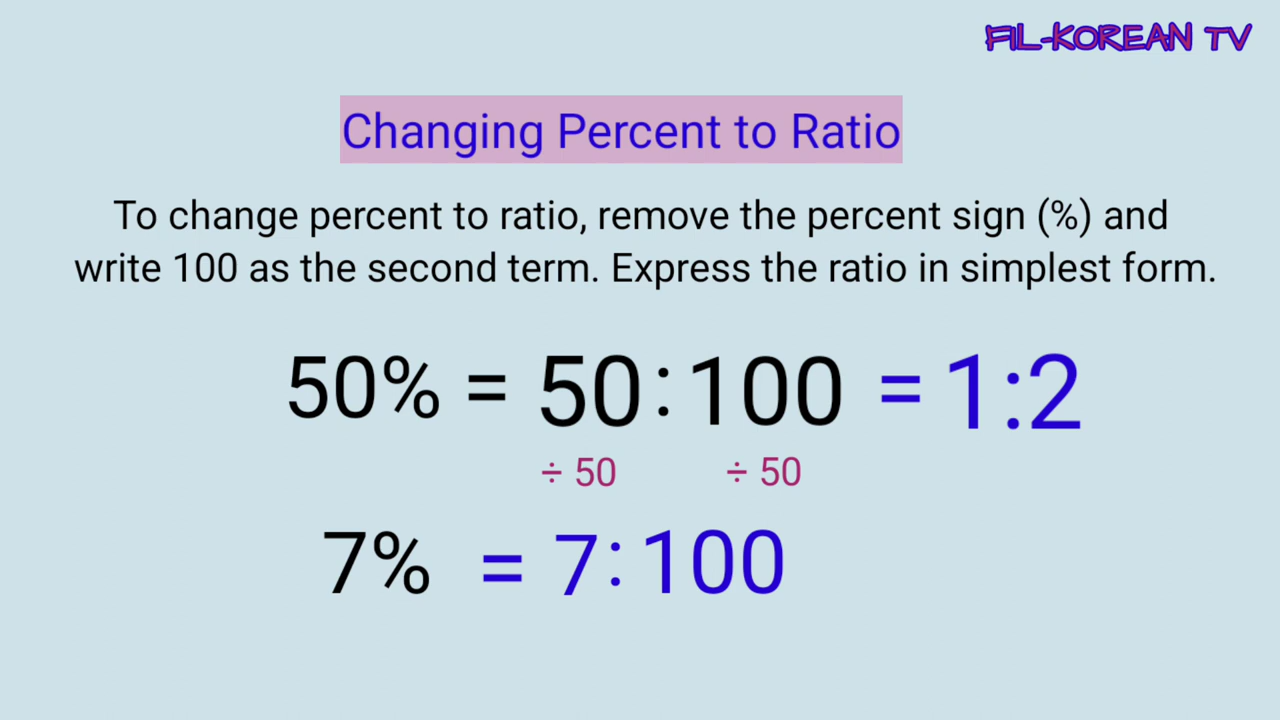 FIL-KOREAN TV
Changing Percent to Ratio
To change percent to ratio, remove the percent sign (%) and
write 100 as the second term. Express the ratio in simplest form.
50% = 50:100 = 1:2
÷ 50 ÷ 50
7% = 7:100